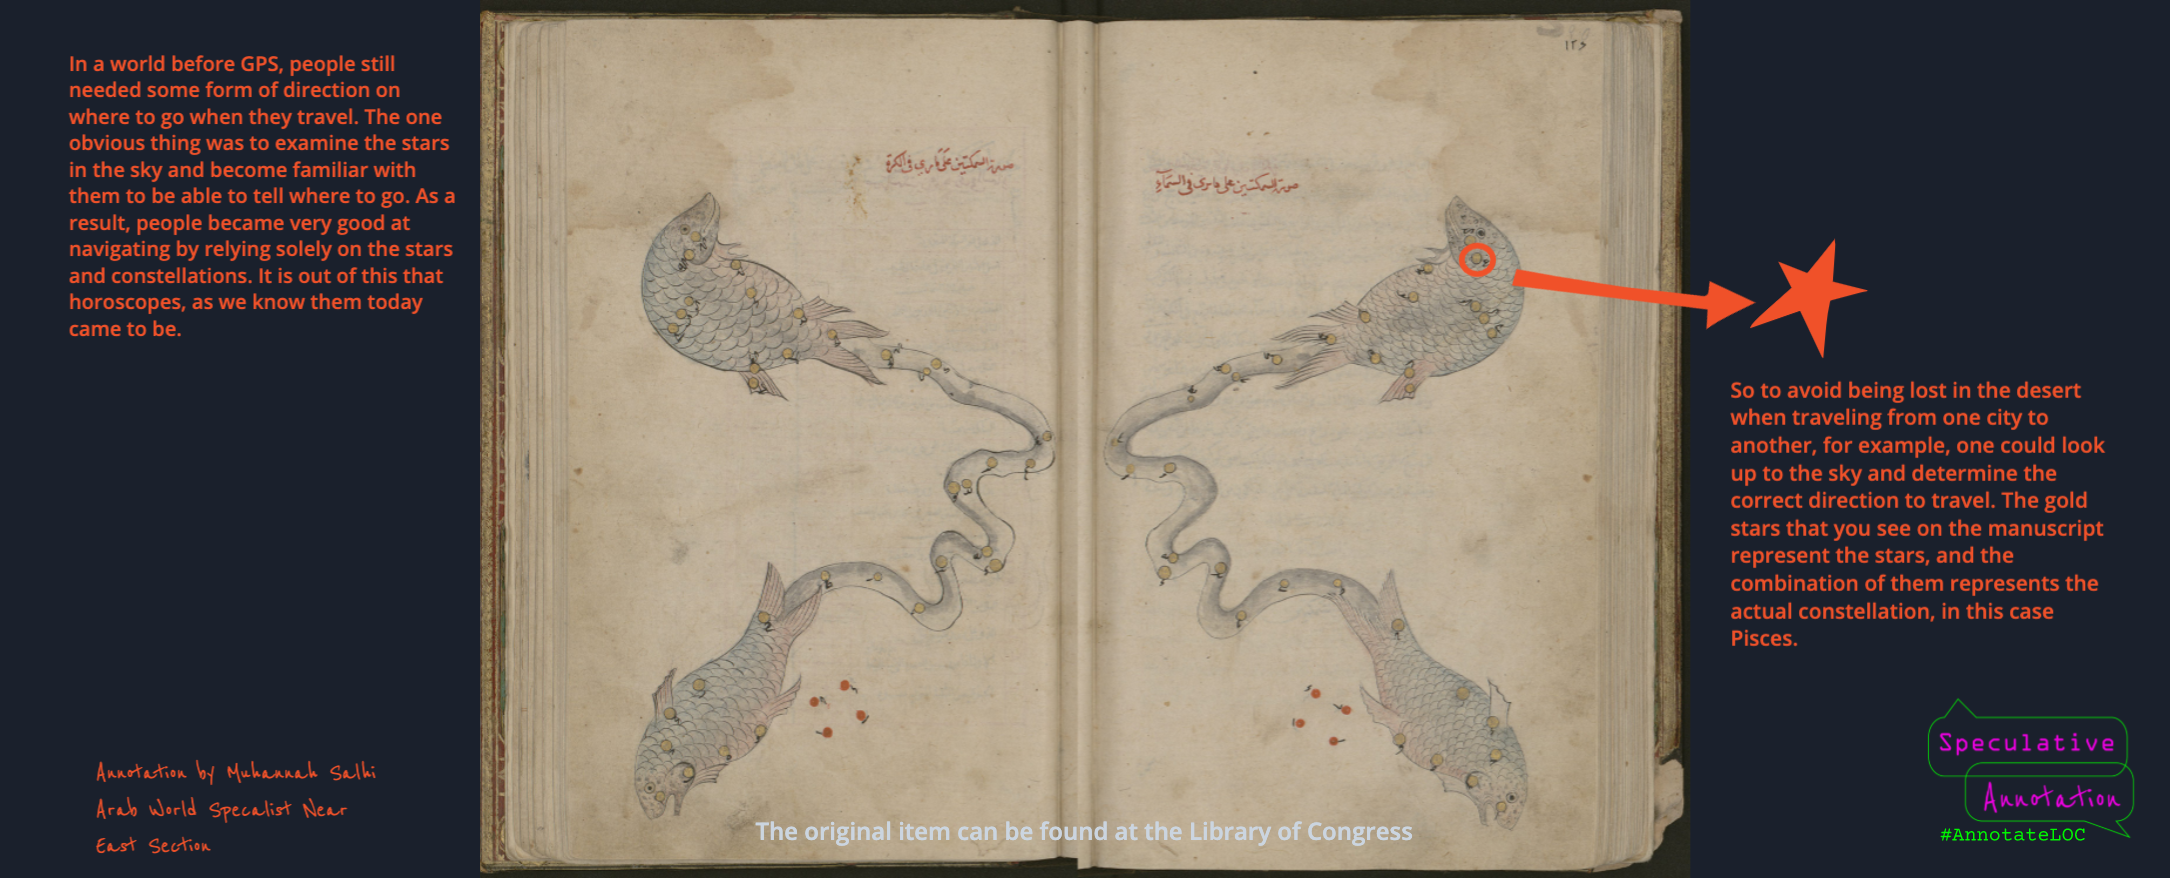 In a world before GPS, people still
needed some form of direction on
where to go when they travel. The one
obvious thing was to examine the stars
in the sky and become familiar with
them to be able to tell where to go. As a
result, people became very good at
navigating by relying solely on the stars
and constellations. It is out of this that
horoscopes, as we know them today
came to be.
Annotation by Muhannah Salhi
Arab World Specalist Near
East Section
١٢۶
صورة السمكتين على ما يرى فى الكرة
صورة السمكتين على ما يرى فى السماء
So to avoid being lost in the desert
when traveling from one city to
another, for example, one could look
up to the sky and determine the
correct direction to travel. The gold
stars that you see on the manuscript
represent the stars, and the
combination of them represents the
actual constellation, in this case
Pisces.
The original item can be found at the Library of Congress
Speculative
Annotation
#AnnotateLOC